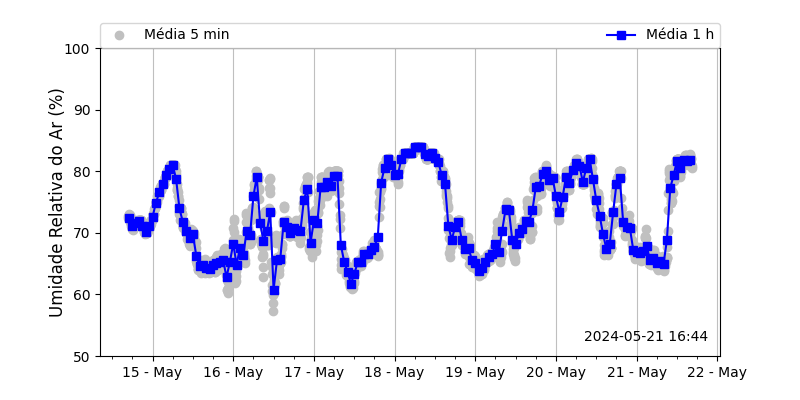 Média 5 min
Média 1 h
Umidade Relativa do Ar (%)
100
90
80
70
60
50
2024-05-21 16:44
15 - May
16 - May
17 - May
18 - May
19 - May
20 - May
21 - May
22 - May